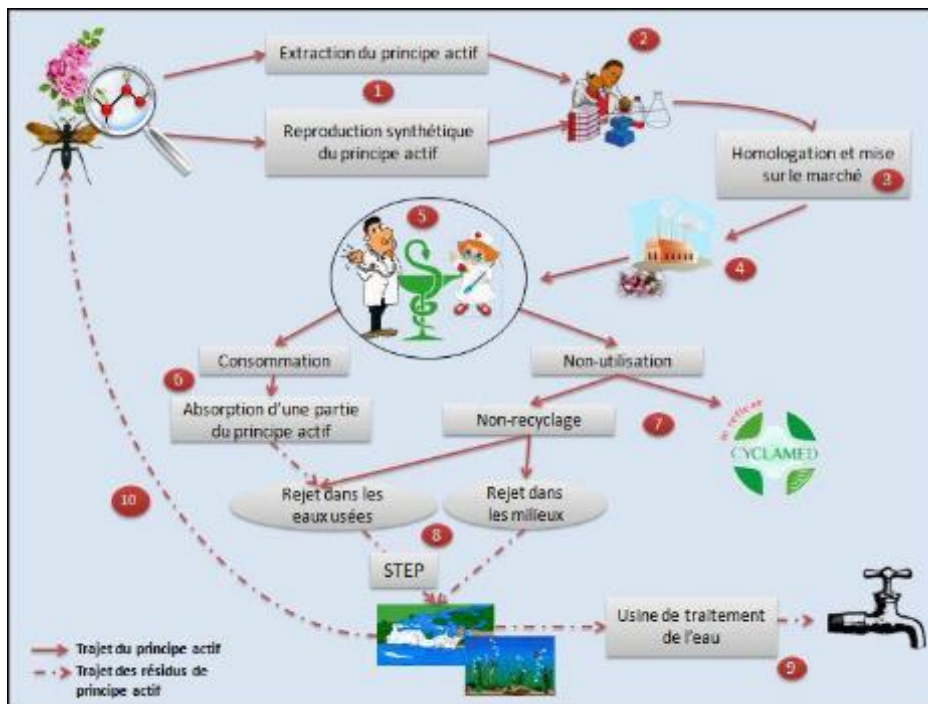 Extraction du principe actif
1
2
Reproduction synthétique
du principe actif
Homologation et mise
sur le marché
3
4
5
Consommation
Non-utilisation
6
Absorption d'une partie
du principe actif
Non-recyclage
7
le réflexe
CYCLAMED
Rejet dans les
eaux usées
Rejet dans
les milieux
10
8
STEP
Usine de traitement
de l'eau
9
Trajet du principe actif
Trajet des résidus de
principe actif